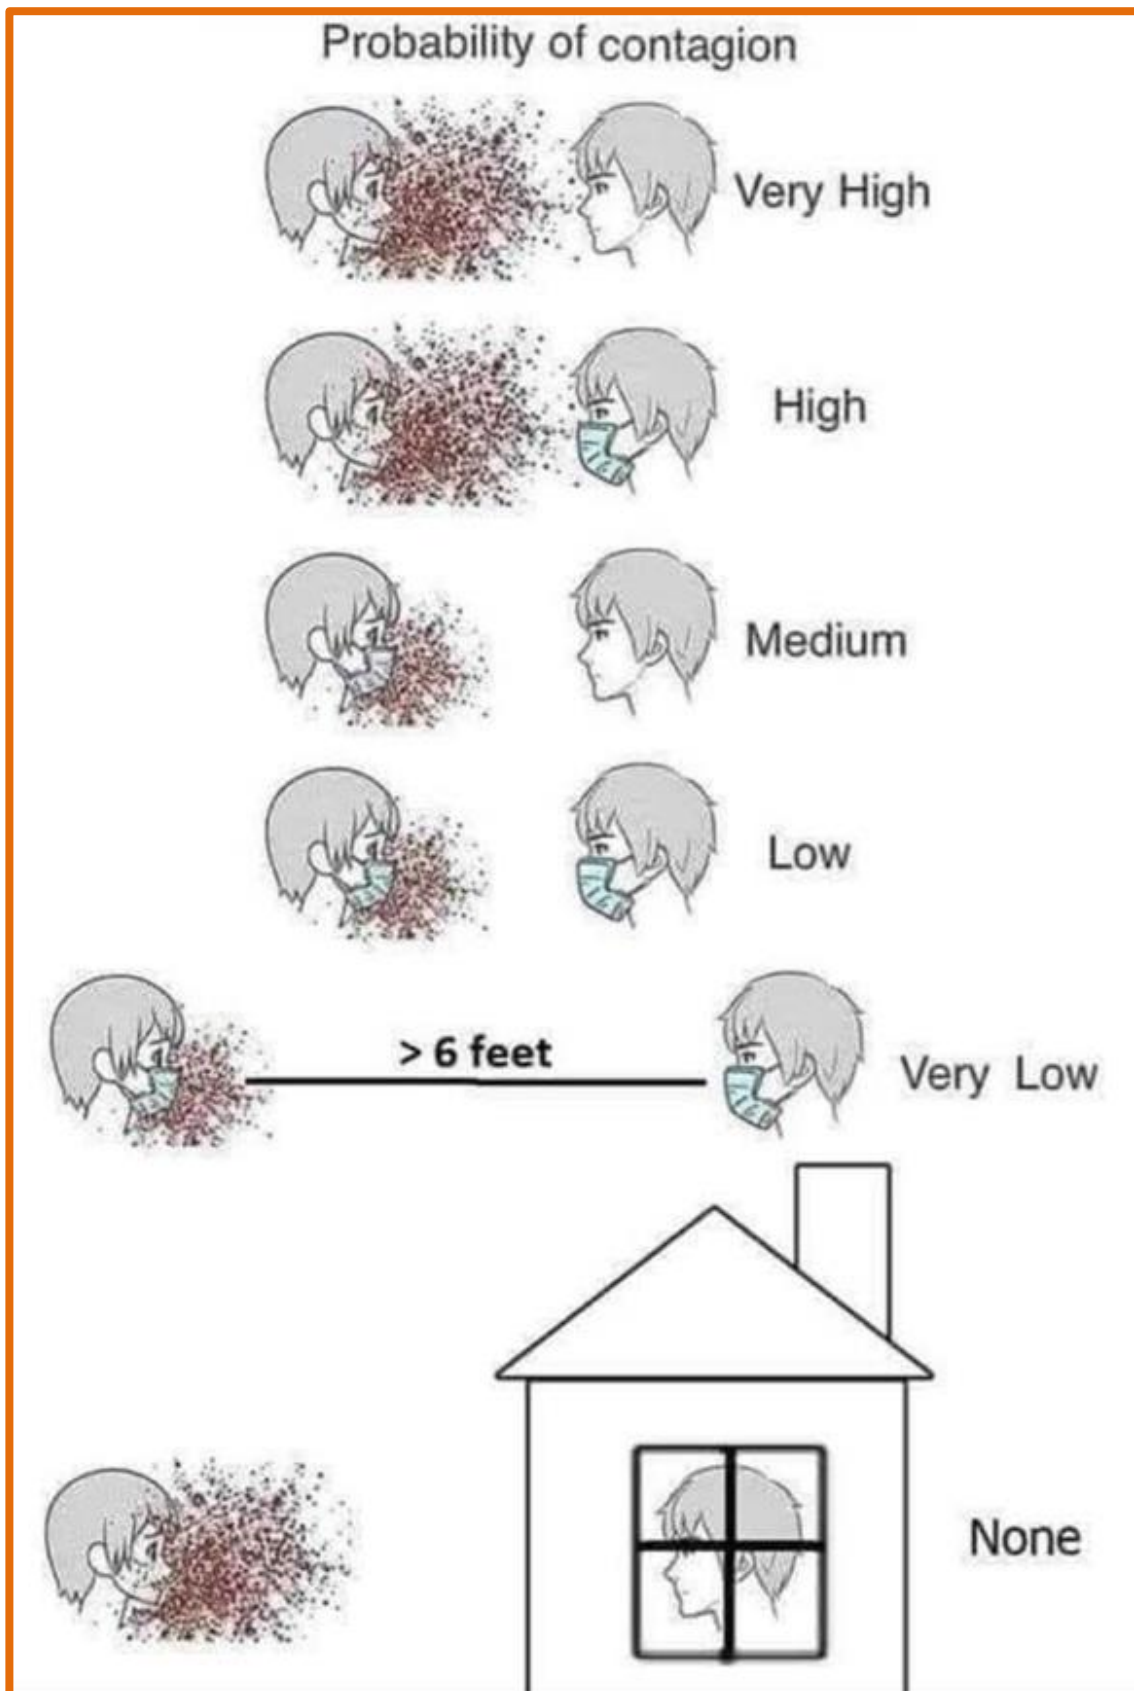 Probability of contagion
Very High
High
Medium
Low
> 6 feet
Very Low
None